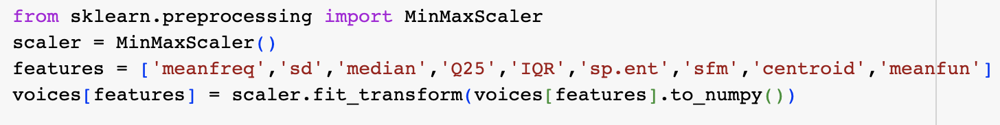 from sklearn.preprocessing import MinMaxScaler
scaler = MinMaxScaler()
features = ['meanfreq','sd','median','Q25','IQR','sp.ent','sfm','centroid','meanfun']
voices[features] = scaler.fit_transform(voices[features].to_numpy())